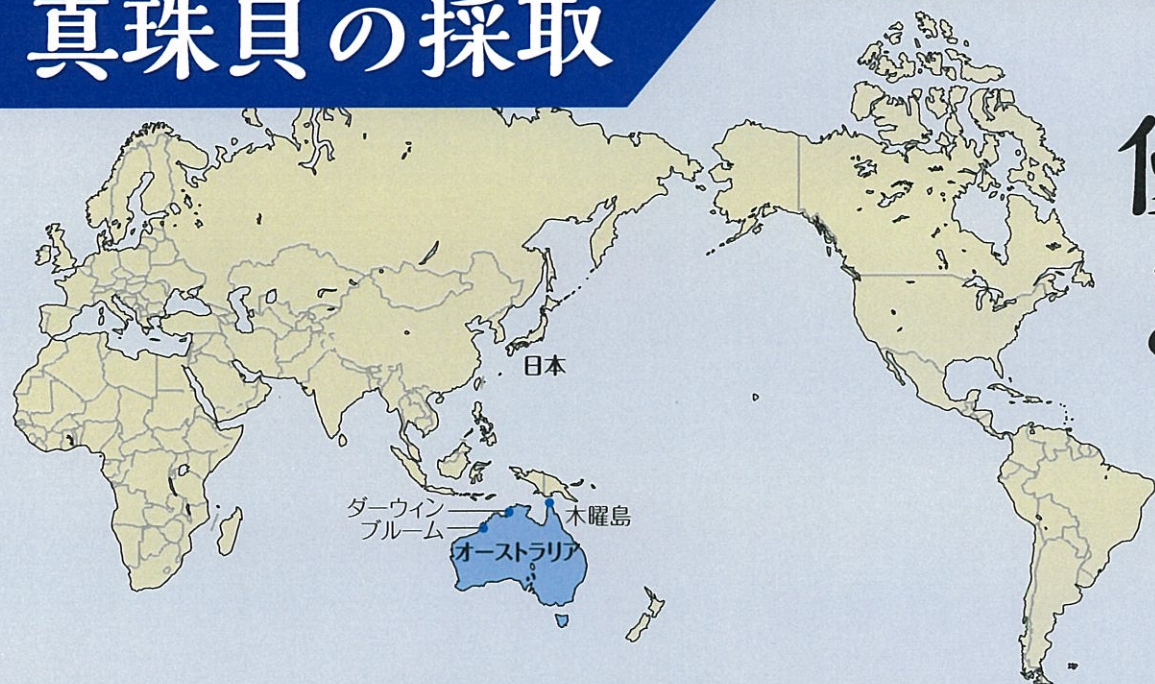 真珠貝の採取
日本
ダーウィン
ブルーム
木曜島
オーストラリア